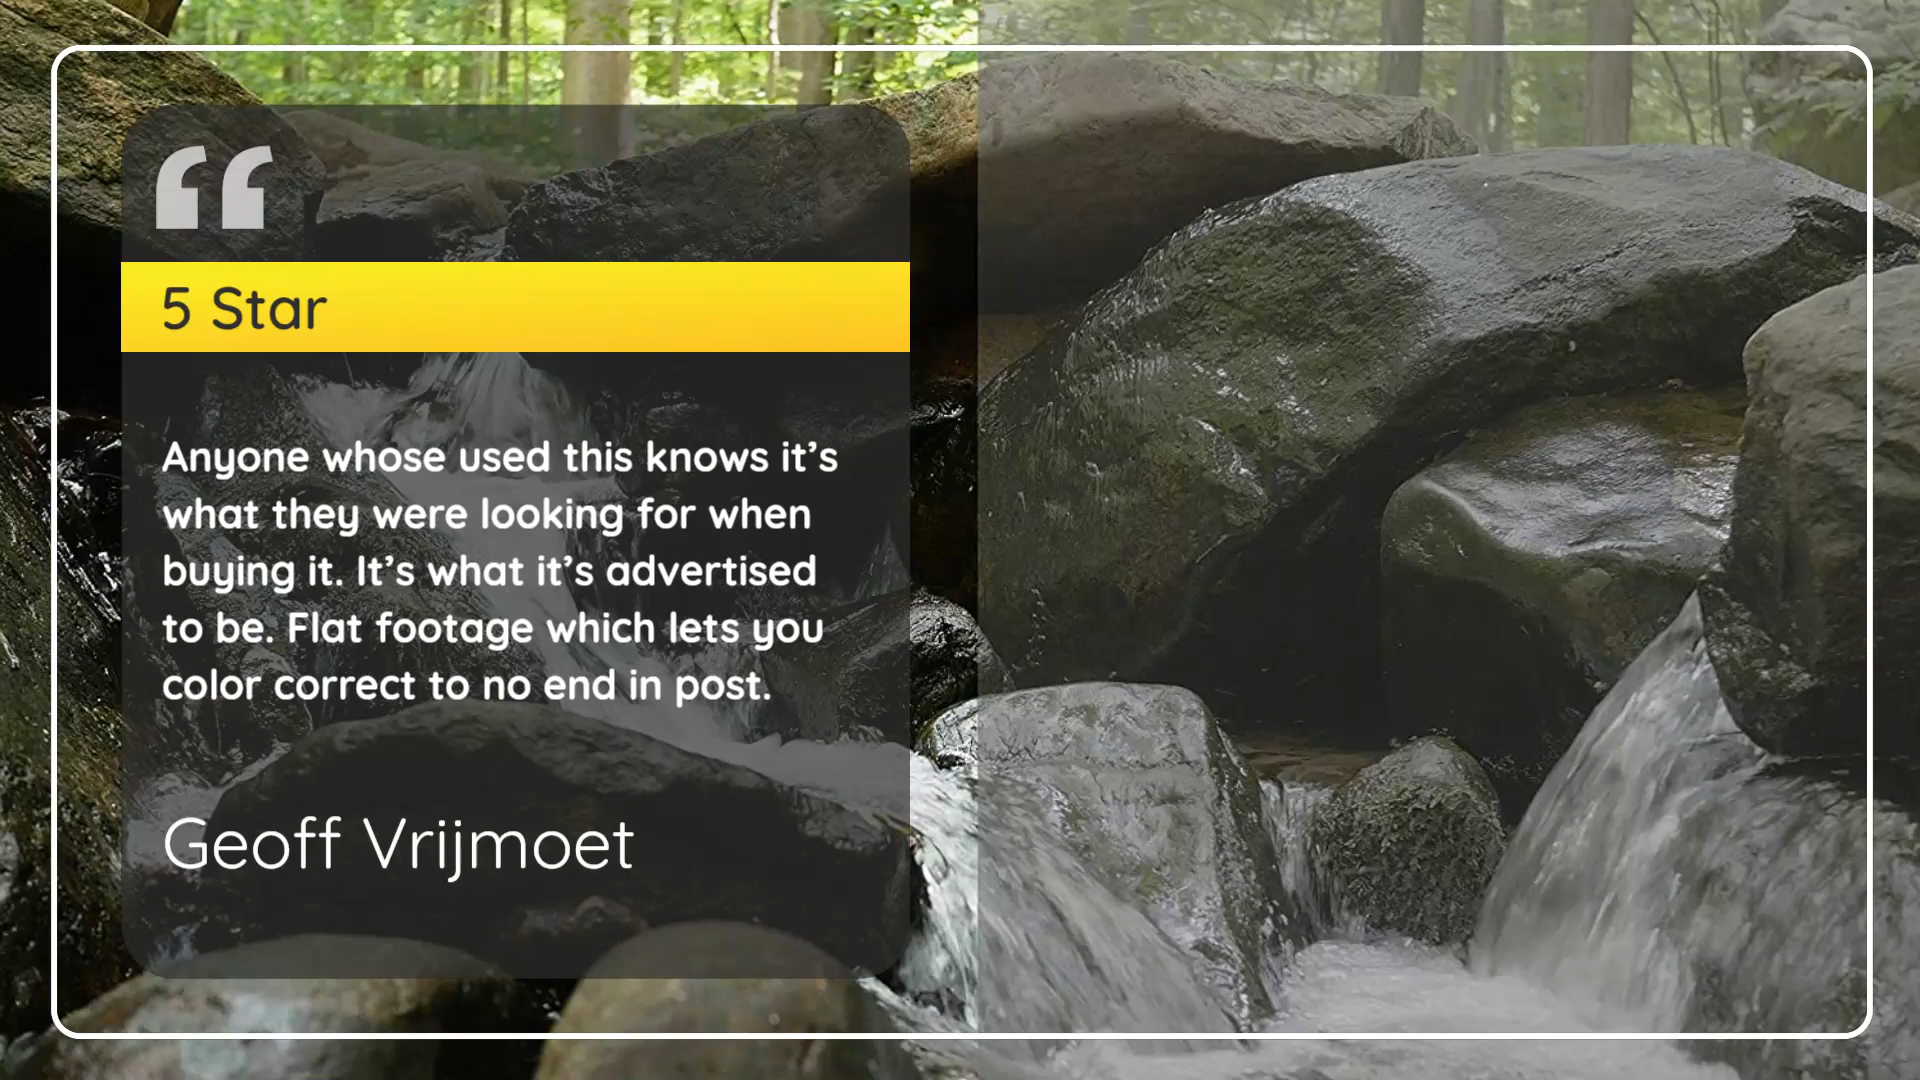 “
5 Star
Anyone whose used this knows it’s
what they were looking for when
buying it. It’s what it’s advertised
to be. Flat footage which lets you
color correct to no end in post.
Geoff Vrijmoet